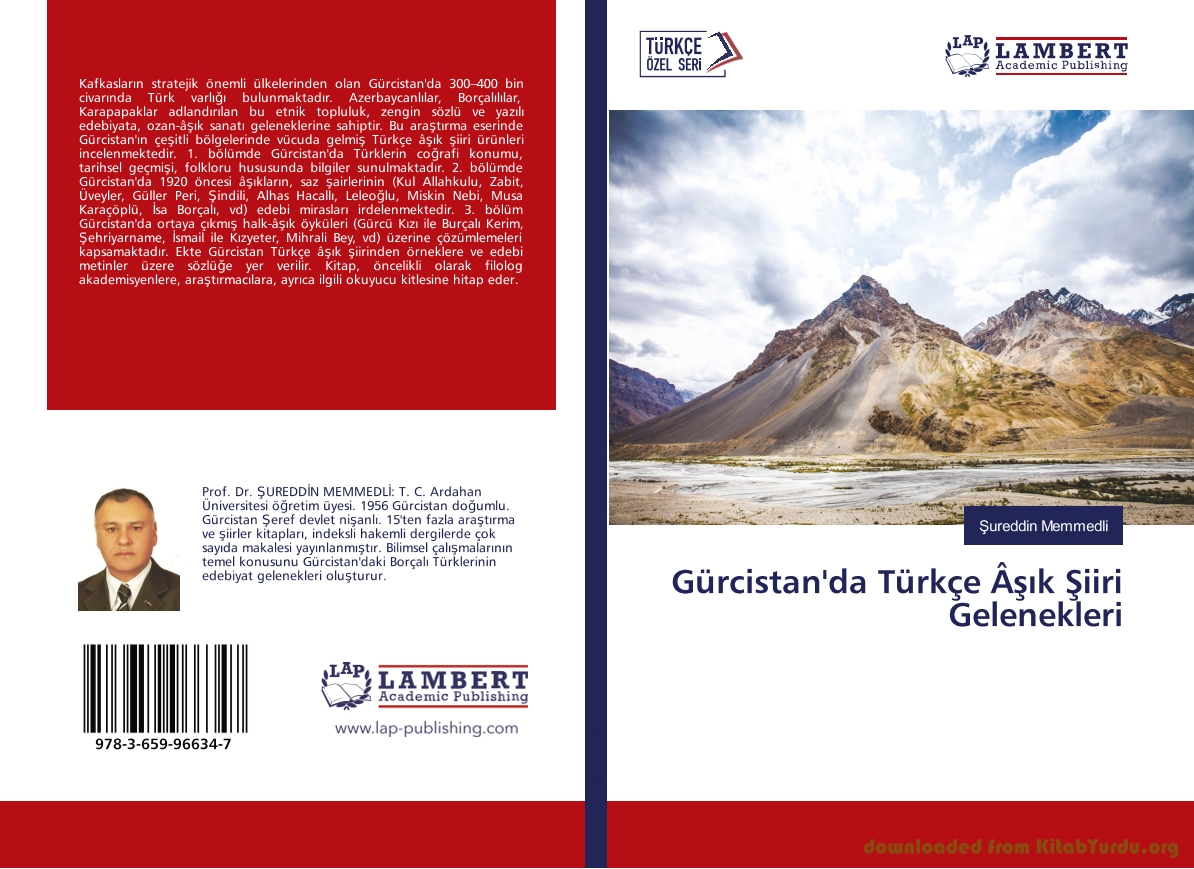 Kafkasların stratejik önemli ülkelerinden olan Gürcistan'da 300–400 bin
civarında Türk varlığı bulunmaktadır. Azerbaycanlılar, Borçalılılar,
Karapapaklar adlandırılan bu etnik topluluk, zengin sözlü ve yazılı
edebiyata, ozan-âşık sanatı geleneklerine sahiptir. Bu araştırma eserinde
Gürcistan'ın çeşitli bölgelerinde vücuda gelmiş Türkçe âşık şiiri ürünleri
incelenmektedir. 1. bölümde Gürcistan'da Türklerin coğrafi konumu,
tarihsel geçmişi, folkloru hususunda bilgiler sunulmaktadır. 2. bölümde
Gürcistan'da 1920 öncesi âşıkların, saz şairlerinin (Kul Allahkulu, Zabit,
Üveyler, Güller Peri, Şindili, Alhas Hacallı, Leleoğlu, Miskin Nebi, Musa
Karaçöplü, İsa Borçalı, vd) edebi mirasları irdelenmektedir. 3. bölüm
Gürcistan'da ortaya çıkmış halk-âşık öyküleri (Gürcü Kızı ile Burçalı Kerim,
Şehriyarname, İsmail ile Kızyeter, Mihrali Bey, vd) üzerine çözümlemeleri
kapsamaktadır. Ekte Gürcistan Türkçe âşık şiirinden örneklere ve edebi
metinler üzere sözlüğe yer verilir. Kitap, öncelikli olarak filolog
akademisyenlere, araştırmacılara, ayrıca ilgili okuyucu kitlesine hitap eder.
Prof. Dr. ŞUREDDİN MEMMEDLİ: T. C. Ardahan
Üniversitesi öğretim üyesi. 1956 Gürcistan doğumlu.
Gürcistan Şeref devlet nişanlı. 15'ten fazla araştırma
ve şiirler kitapları, indeksli hakemli dergilerde çok
sayıda makalesi yayınlanmıştır. Bilimsel çalışmalarının
temel konusunu Gürcistan'daki Borçalı Türklerinin
edebiyat gelenekleri oluşturur.
978-3-659-96634-7
LAP
LAMBERT
Academic Publishing
www.lap-publishing.com
TÜRKÇE
ÖZEL SERİ
LAP
LAMBERT
Academic Publishing
Şureddin Memmedli
Gürcistan'da Türkçe Âşık Şiiri
Gelenekleri
downloaded from KitabYurdu.org